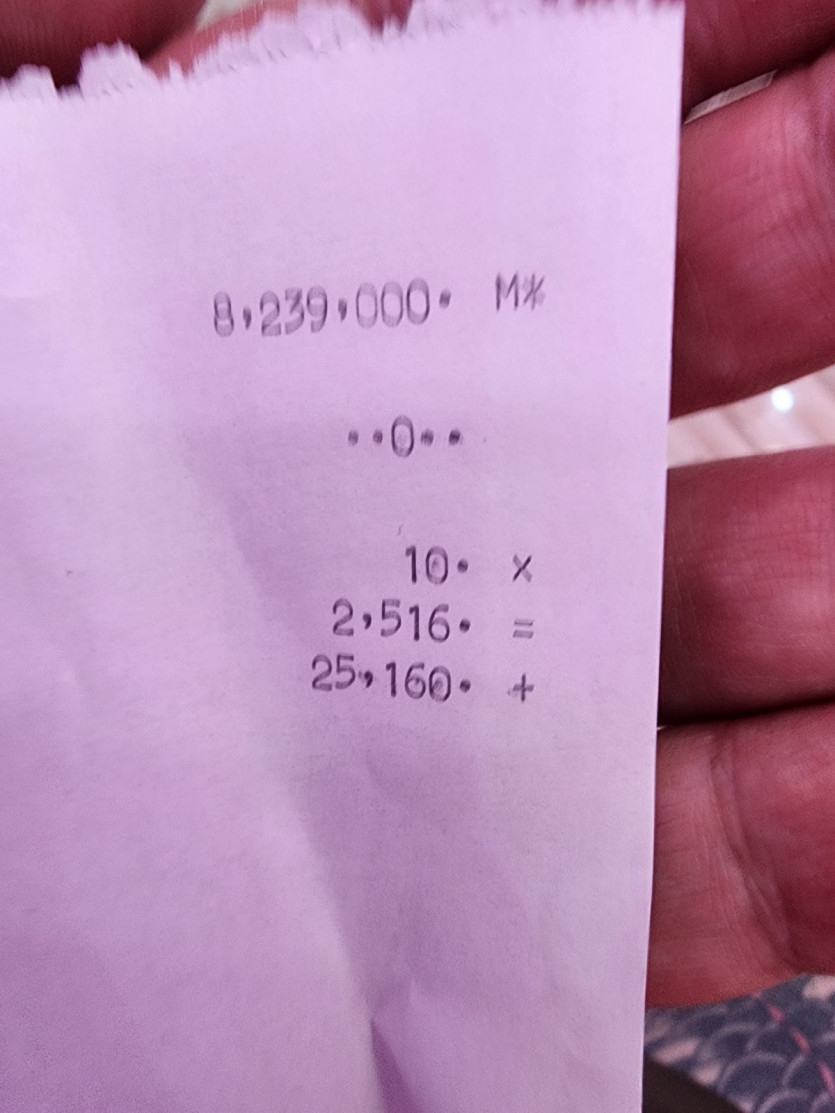 8,239,000. M*
..0..
10. x
2,516. =
25,160. +